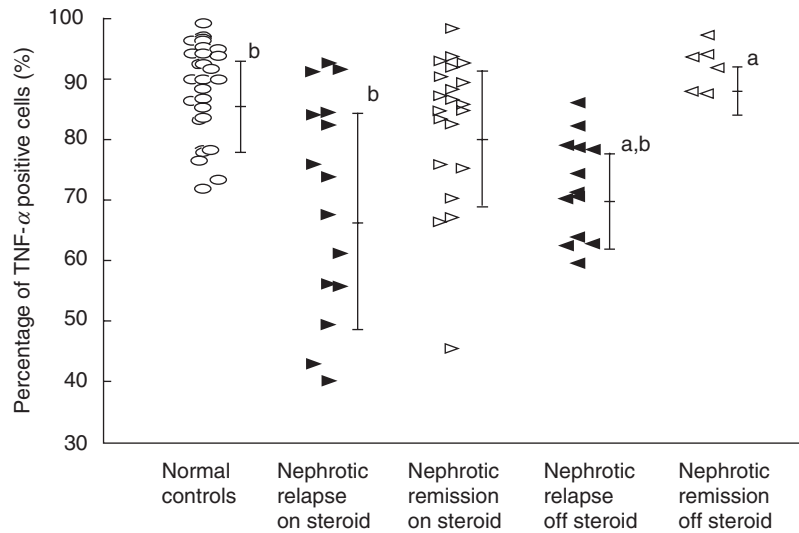 Percentage of TNF-α positive cells (%)
100
90
80
70
60
50
40
30
b
b
a,b
a
Normal
controls
Nephrotic
relapse
on steroid
Nephrotic
remission
on steroid
Nephrotic
relapse
off steroid
Nephrotic
remission
off steroid